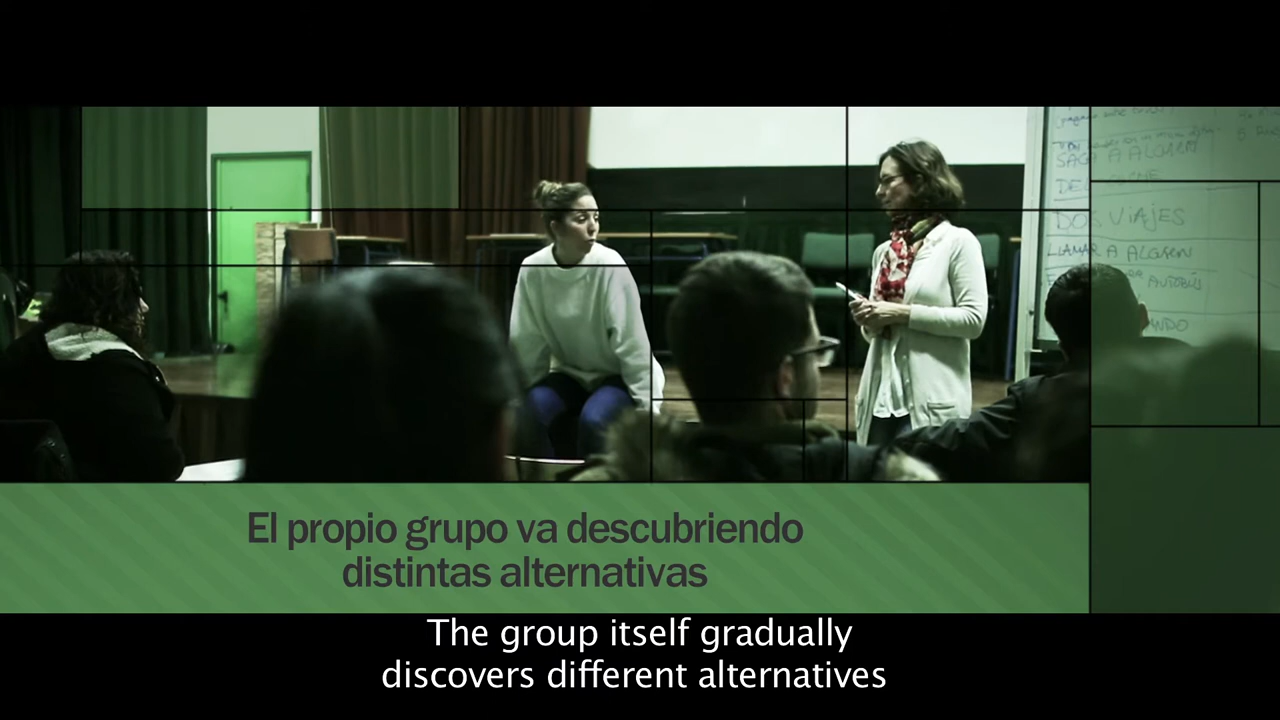 DOS VIAJES
LLAMAR A ALGUIEN
El propio grupo va descubriendo
distintas alternativas
The group itself gradually
discovers different alternatives